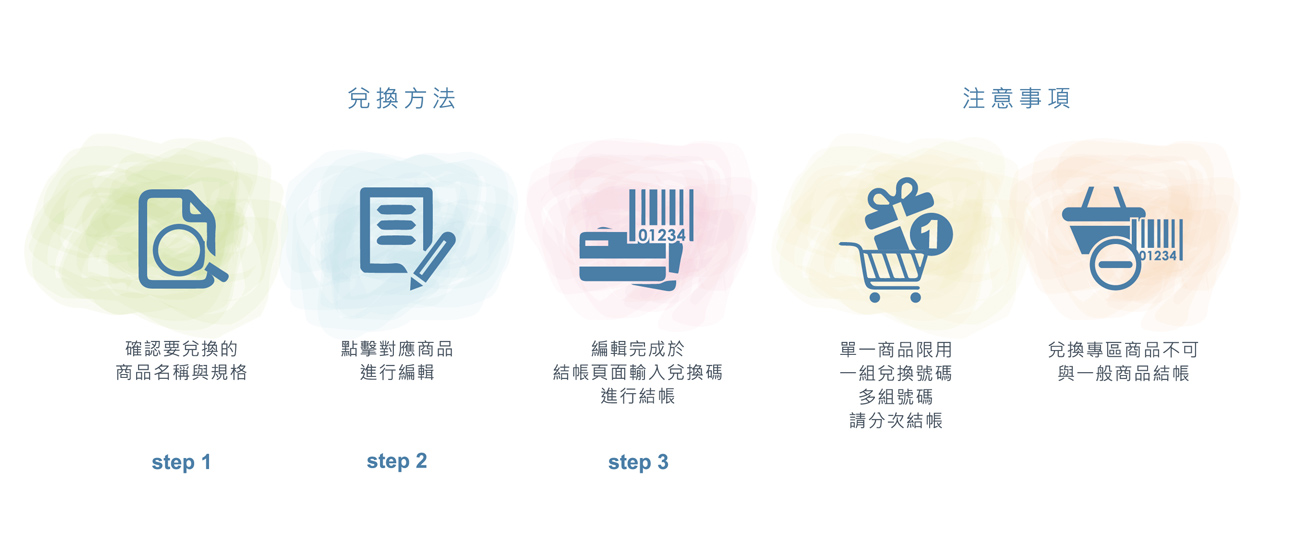 兌換方法
注意事項
01234
1
01234
確認要兌換的
商品名稱與規格
點擊對應商品
進行編輯
編輯完成於
結帳頁面輸入兌換碼
進行結帳
單一商品限用
一組兌換號碼
多組號碼
請分次結帳
兌換專區商品不可
與一般商品結帳
step 1
step 2
step 3